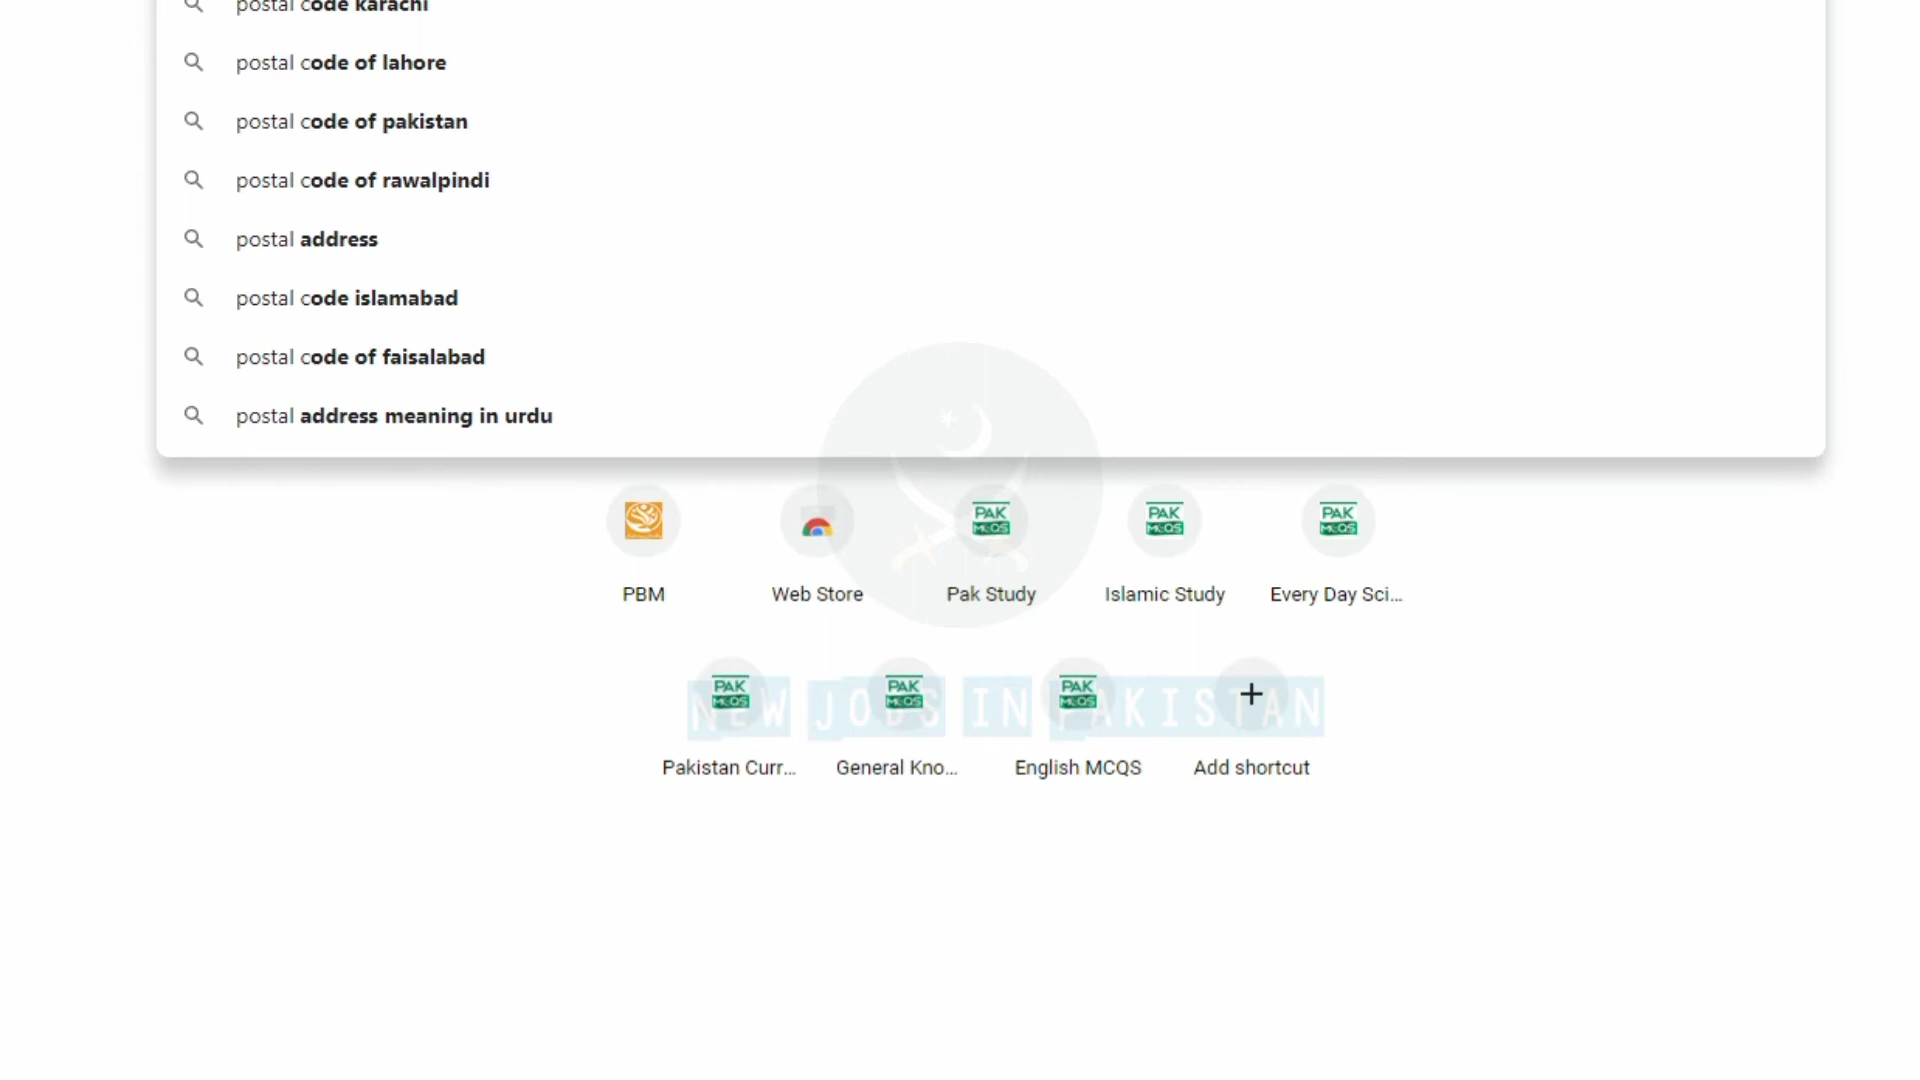 postal code karachi
postal code of lahore
postal code of pakistan
postal code of rawalpindi
postal address
postal code islamabad
postal code of faisalabad
postal address meaning in urdu
PAK MCQS
PAK MCQS
PAK MCQS
PBM
Web Store
Pak Study
Islamic Study
Every Day Sci...
PAK MCQS
PAK MCQS
PAK MCQS
NEW JOBS IN PAKISTAN
Pakistan Curr...
General Kno...
English MCQS
Add shortcut